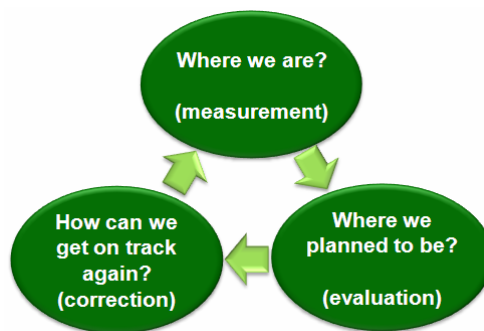 Where we are?
(measurement)
Where we
planned to be?
(evaluation)
How can we
get on track
again?
(correction)